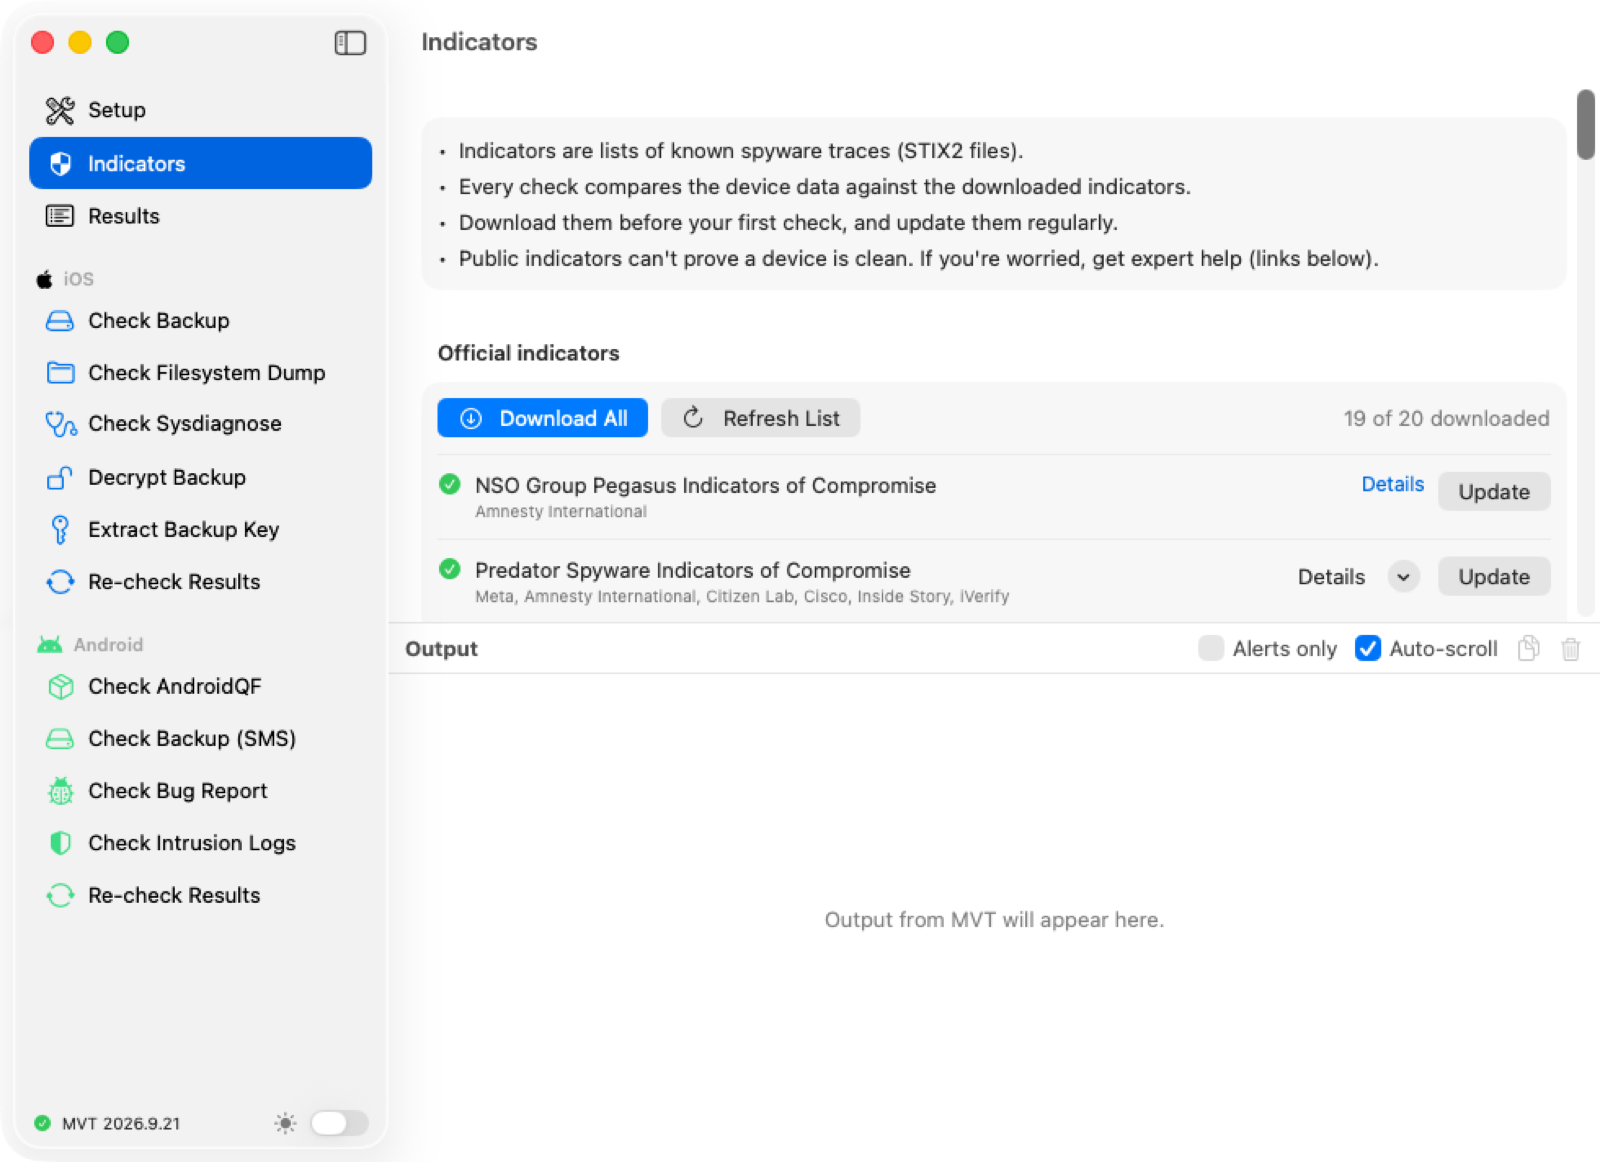 Indicators
Setup
Indicators
Results
iOS
Check Backup
Check Filesystem Dump
Check Sysdiagnose
Decrypt Backup
Extract Backup Key
Re-check Results
Android
Check AndroidQF
Check Backup (SMS)
Check Bug Report
Check Intrusion Logs
Re-check Results
MVT 2026.9.21
• Indicators are lists of known spyware traces (STIX2 files).
• Every check compares the device data against the downloaded indicators.
• Download them before your first check, and update them regularly.
• Public indicators can't prove a device is clean. If you're worried, get expert help (links below).
Official indicators
Download All Refresh List 19 of 20 downloaded
NSO Group Pegasus Indicators of Compromise Details Update
Amnesty International
Predator Spyware Indicators of Compromise Details Update
Meta, Amnesty International, Citizen Lab, Cisco, Inside Story, iVerify
Output Alerts only Auto-scroll
Output from MVT will appear here.